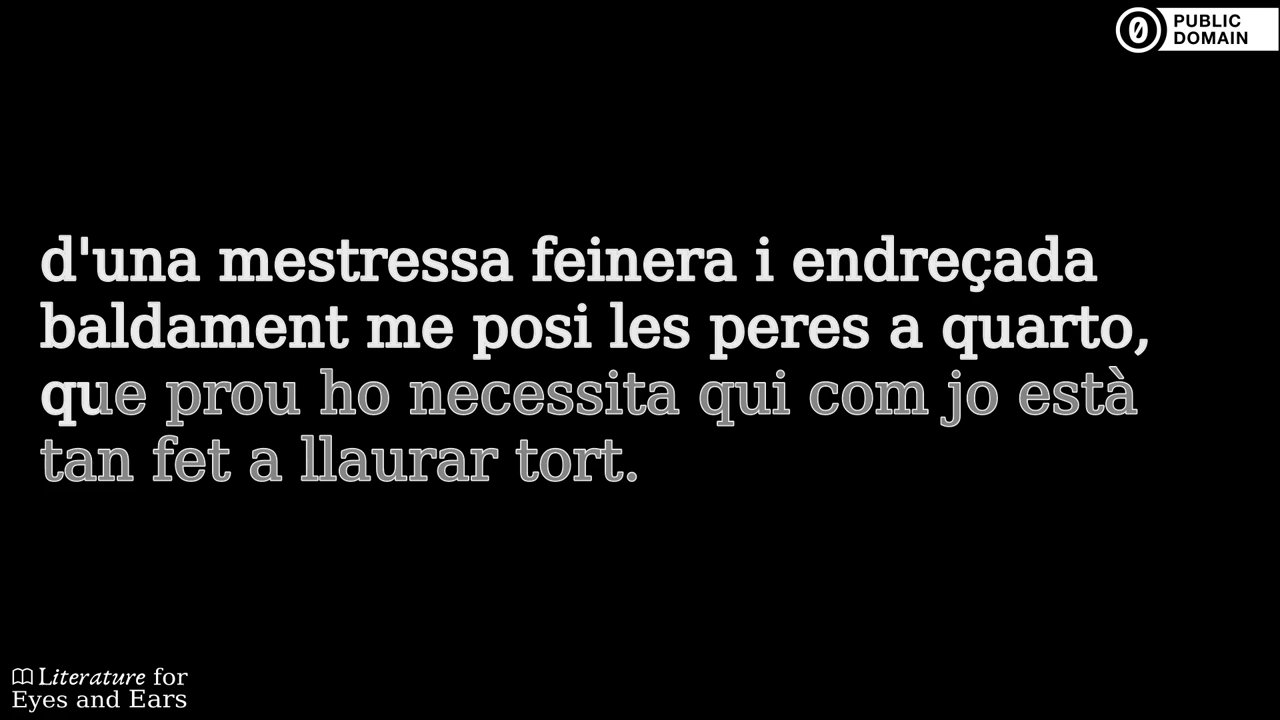 PUBLIC
DOMAIN
d'una mestressa feinera i endreçada
baldament me posi les peres a quarto,
que prou ho necessita qui com jo està
tan fet a llaurar tort.
Literature for
Eyes and Ears